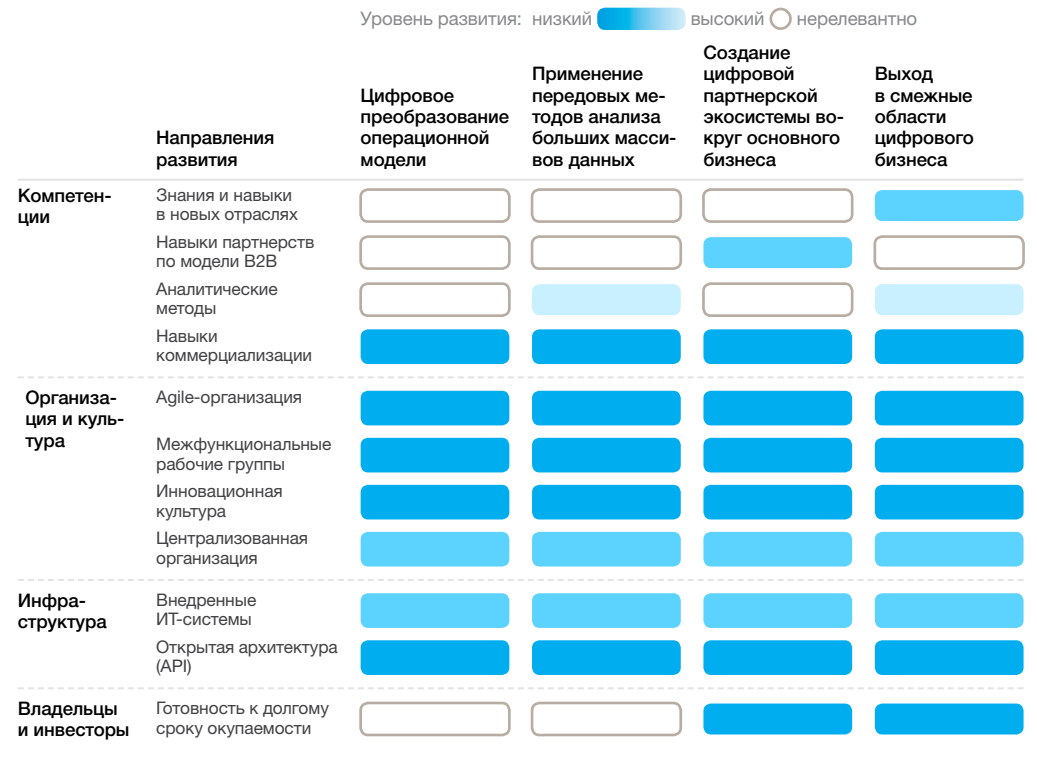 Уровень развития: низкий высокий нерелевантно
Направления
развития
Цифровое
преобразование
операционной
модели
Применение
передовых ме-
тодов анализа
больших масси-
вов данных
Создание
цифровой
партнерской
экосистемы во-
круг основного
бизнеса
Выход
в смежные
области
цифрового
бизнеса
Компетен-
ции
Знания и навыки
в новых отраслях
Навыки партнерств
по модели B2B
Аналитические
методы
Навыки
коммерциализации
Организа-
ция и куль-
тура
Agile-организация
Межфункциональные
рабочие группы
Инновационная
культура
Централизованная
организация
Инфра-
структура
Внедренные
ИТ-системы
Открытая архитектура
(API)
Владельцы
и инвесторы
Готовность к долгому
сроку окупаемости